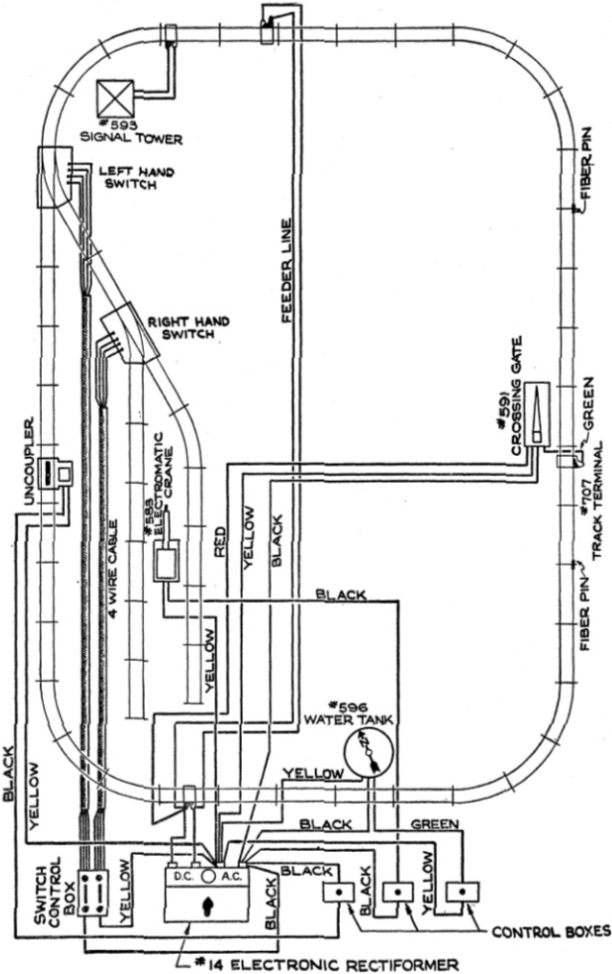 #593
SIGNAL TOWER
LEFT HAND
SWITCH
FIBER PIN
FEEDER LINE
RIGHT HAND
SWITCH
#591
CROSSING GATE
GREEN
#707
TRACK TERMINAL
UNCOUPLER
#583
ELECTROMATIC
CRANE
4 WIRE CABLE
RED
YELLOW
BLACK
FIBER PIN
BLACK
YELLOW
#596
WATER TANK
BLACK
YELLOW
YELLOW
BLACK
GREEN
SWITCH
CONTROL
BOX
YELLOW
D.C.
A.C.
BLACK
BLACK
BLACK
YELLOW
CONTROL BOXES
#14 ELECTRONIC RECTIFORMER